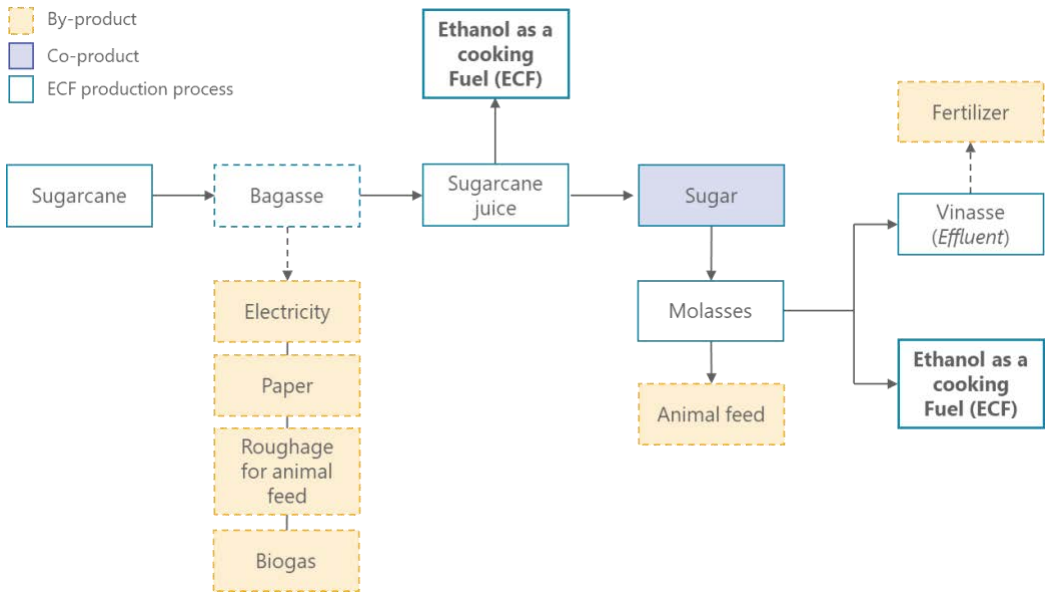 By-product
Co-product
ECF production process
Ethanol as a
cooking
Fuel (ECF)
Fertilizer
Sugarcane
Bagasse
Sugarcane
juice
Sugar
Vinasse
(Effluent)
Electricity
Molasses
Paper
Ethanol as a
cooking
Fuel (ECF)
Animal feed
Roughage
for animal
feed
Biogas